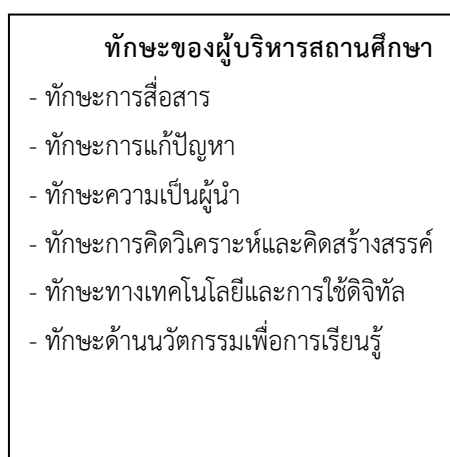 ทักษะของผู้บริหารสถานศึกษา
- ทักษะการสื่อสาร
- ทักษะการแก้ปัญหา
- ทักษะความเป็นผู้นำ
- ทักษะการคิดวิเคราะห์และคิดสร้างสรรค์
- ทักษะทางเทคโนโลยีและการใช้ดิจิทัล
- ทักษะด้านนวัตกรรมเพื่อการเรียนรู้